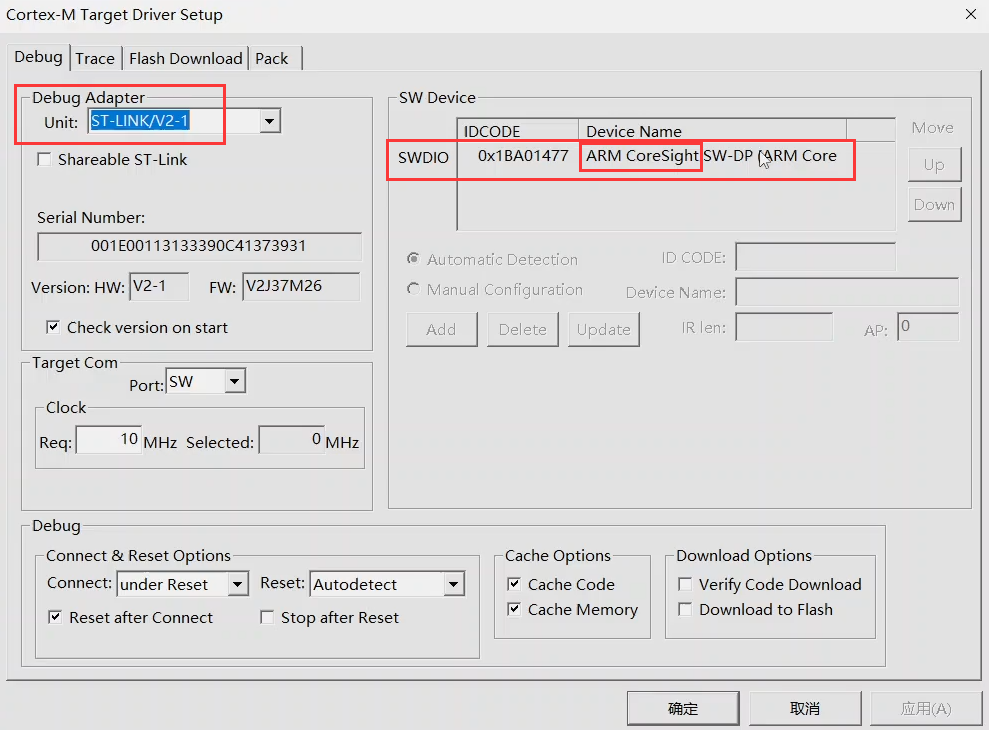 Cortex-M Target Driver Setup
Debug Trace Flash Download Pack
Debug Adapter
Unit: ST-LINK/V2-1
Shareable ST-Link
Serial Number:
001E00113133390C41373931
Version: HW: V2-1 FW: V2J37M26
Check version on start
Target Com
Port: SW
Clock
Req: 10 MHz Selected: 0 MHz
SW Device
IDCODE Device Name
SWDIO 0x1BA01477 ARM CoreSight SW-DP (ARM Core
Move
Up
Down
Automatic Detection
Manual Configuration
ID CODE:
Device Name:
Add Delete Update IR len: AP: 0
Debug
Connect & Reset Options
Connect: under Reset Reset: Autodetect
Reset after Connect Stop after Reset
Cache Options
Cache Code
Cache Memory
Download Options
Verify Code Download
Download to Flash
确定 取消 应用(A)